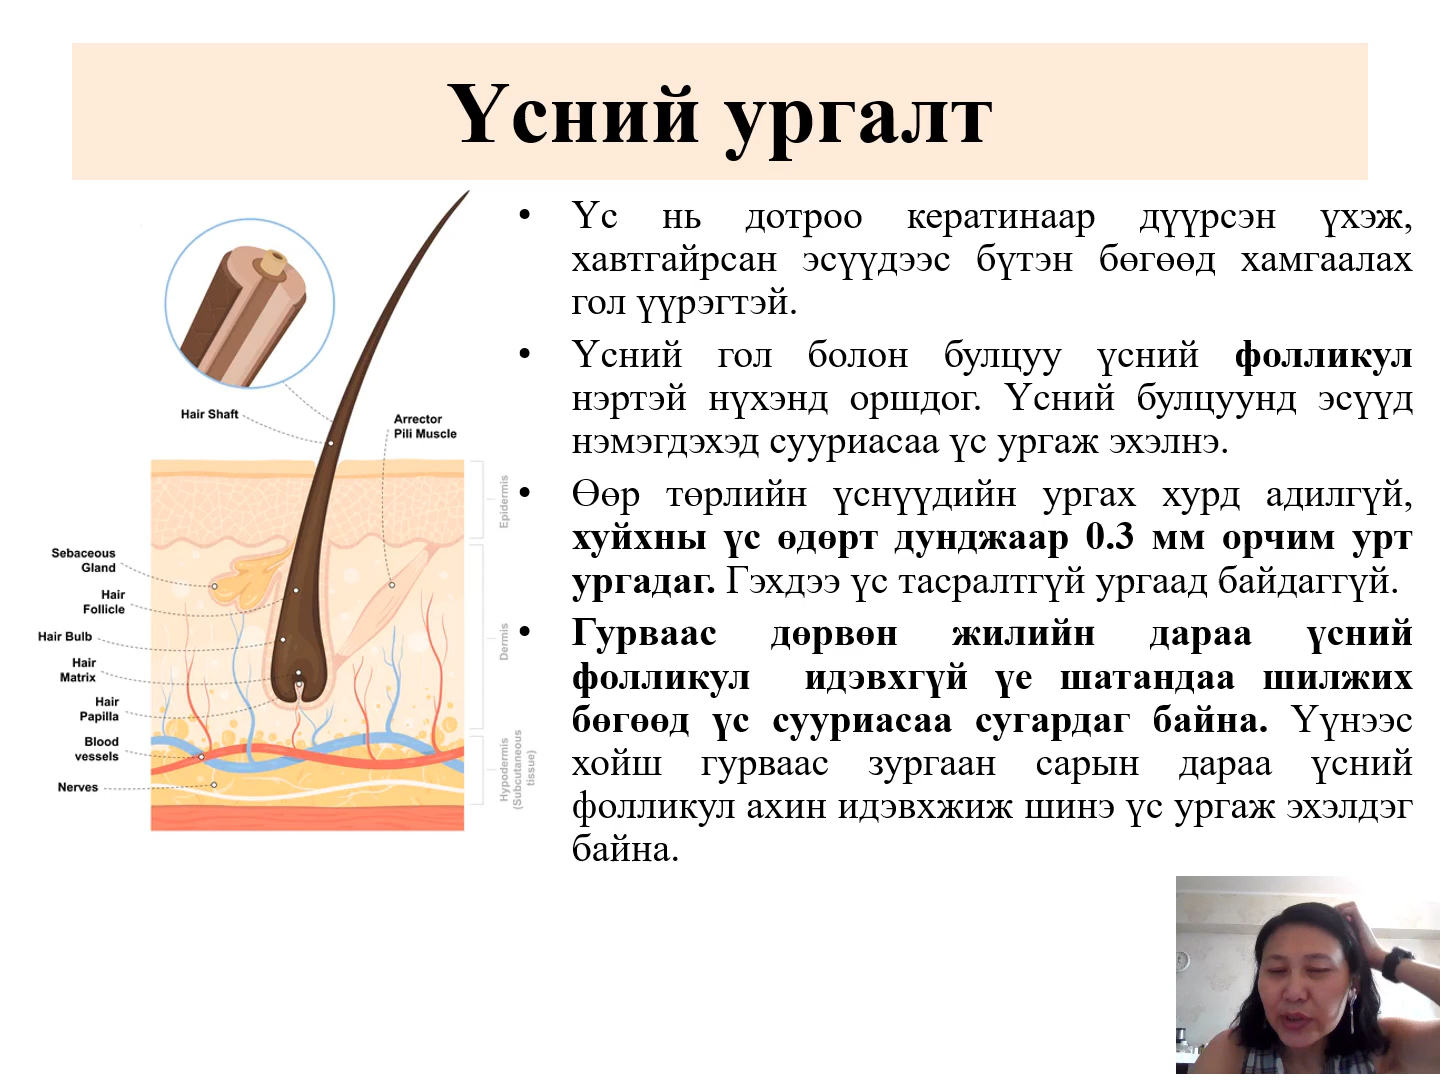 Үсний ургалт
• Үс нь дотроо кератинаар дүүрсэн үхэж,
хавтгайрсан эсүүдээс бүтэн бөгөөд хамгаалах
гол үүрэгтэй.
• Үсний гол болон булцуу үсний фолликул
нэртэй нүхэнд оршдог. Үсний булцуунд эсүүд
нэмэгдэхэд сууриасаа үс ургаж эхэлнэ.
• Өөр төрлийн үснүүдийн ургах хурд адилгүй,
хуйхны үс өдөрт дунджаар 0.3 мм орчим урт
ургадаг. Гэхдээ үс тасралтгүй ургаад байдаггүй.
• Гурваас дөрвөн жилийн дараа үсний
фолликул идэвхгүй үе шатандаа шилжих
бөгөөд үс сууриасаа сугардаг байна. Үүнээс
хойш гурваас зургаан сарын дараа үсний
фолликул ахин идэвхжиж шинэ үс ургаж эхэлдэг
байна.
Hair Shaft
Arrector
Pili Muscle
Sebaceous
Gland
Hair
Follicle
Hair Bulb
Hair
Matrix
Hair
Papilla
Blood
vessels
Nerves
Epidermis
Dermis
Hypodermis
(Subcutaneous
tissue)